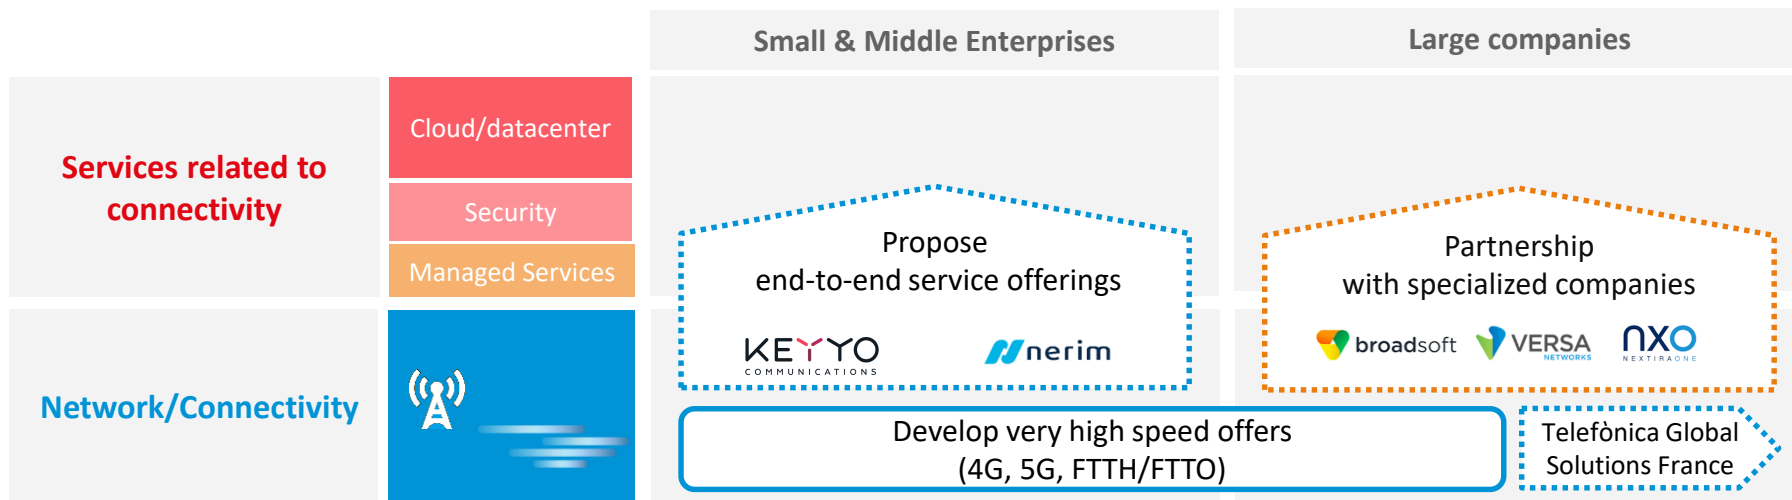 Small & Middle Enterprises
Large companies
Services related to
connectivity
Cloud/datacenter
Security
Managed Services
Propose
end-to-end service offerings
KEYYO
COMMUNICATIONS
nerim
Partnership
with specialized companies
broadsoft
VERSA
NETWORKS
nxo
NEXTIRAONE
Network/Connectivity
Develop very high speed offers
(4G, 5G, FTTH/FTTO)
Telefònica Global
Solutions France